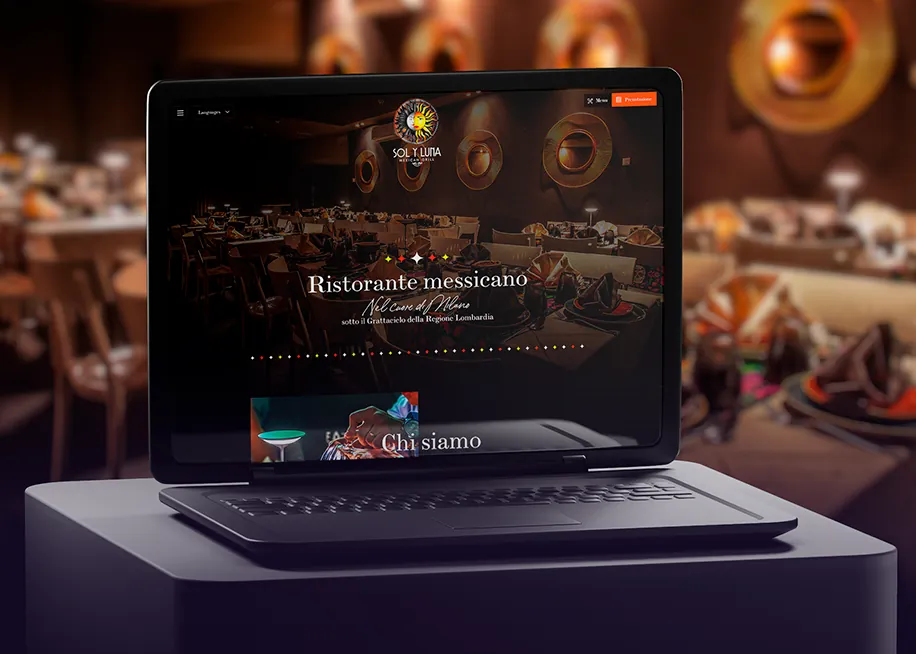 Languages
Menu
Prenotazione
SOL Y LUNA
MEXICAN GRILL
Ristorante messicano
Nel Cuore di Milano
sotto il Grattacielo della Regione Lombardia
Chi siamo